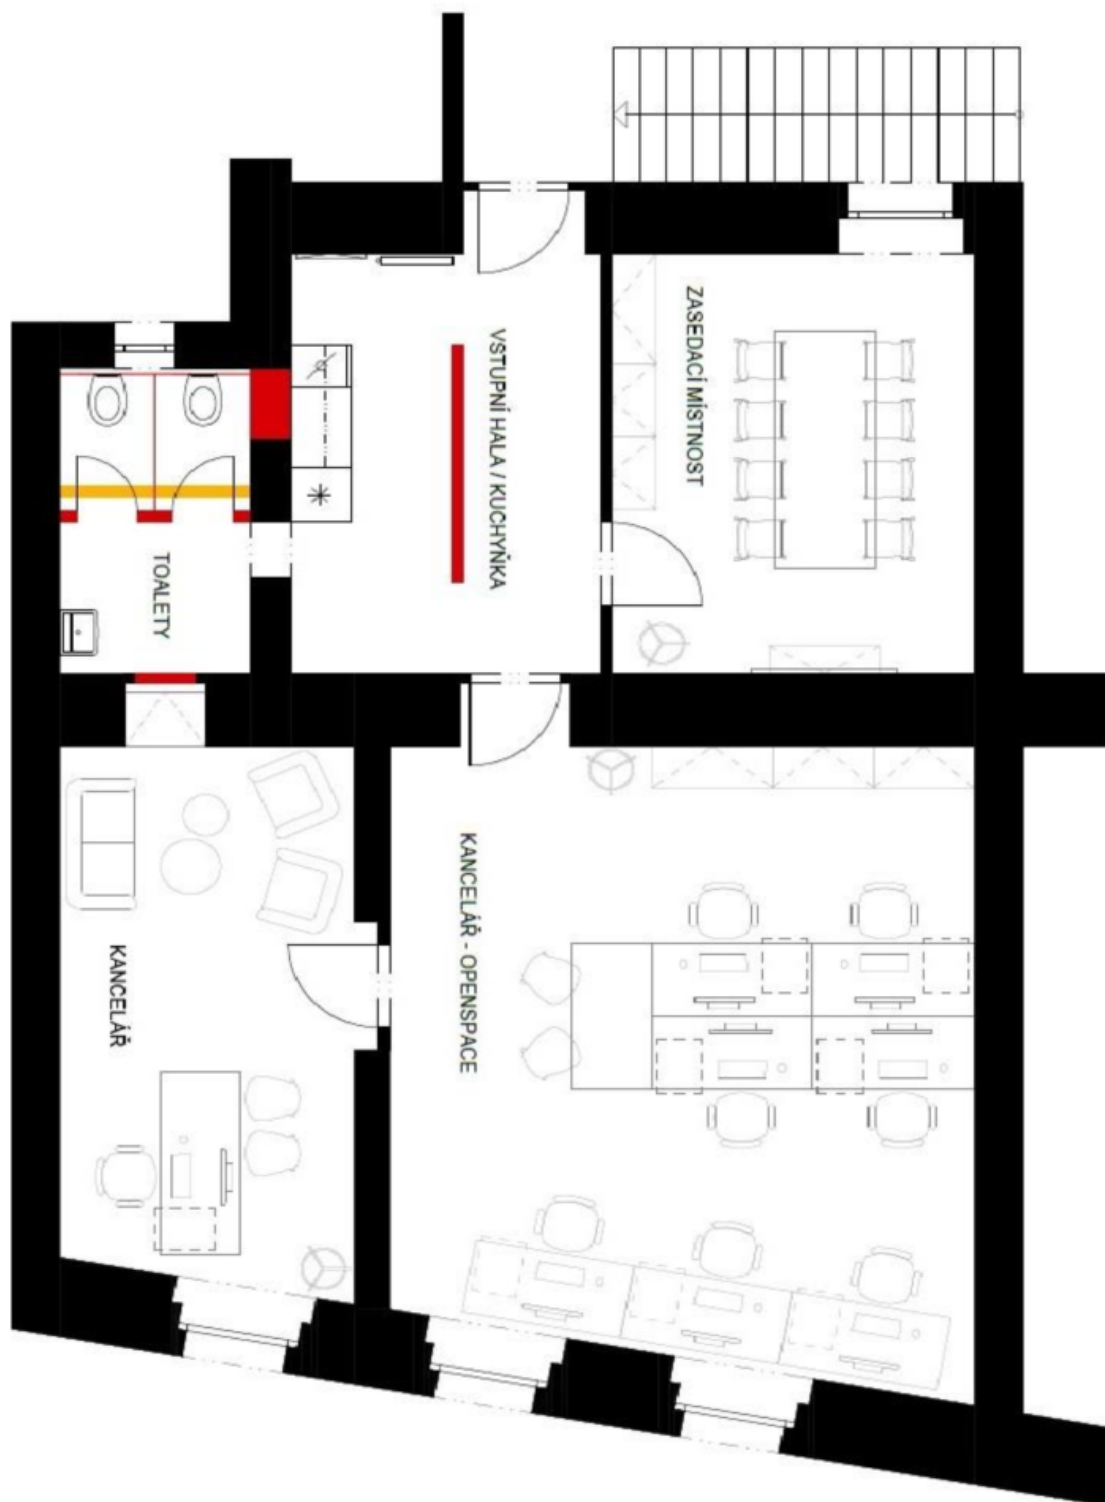 VSTUPNÍ HALA / KUCHYŇKA
ZASEDACÍ MÍSTNOST
TOALETY
KANCELÁŘ
KANCELÁŘ - OPENSPACE